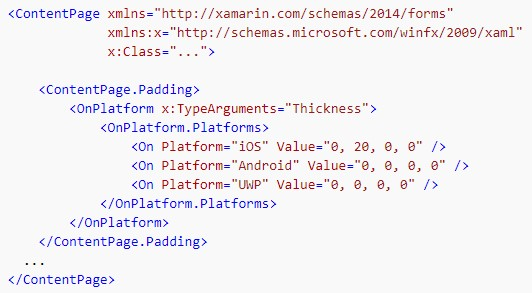 <ContentPage xmlns="http://xamarin.com/schemas/2014/forms"
             xmlns:x="http://schemas.microsoft.com/winfx/2009/xaml"
             x:Class="...">

    <ContentPage.Padding>
        <OnPlatform x:TypeArguments="Thickness">
            <OnPlatform.Platforms>
                <On Platform="iOS" Value="0, 20, 0, 0" />
                <On Platform="Android" Value="0, 0, 0, 0" />
                <On Platform="UWP" Value="0, 0, 0, 0" />
            </OnPlatform.Platforms>
        </OnPlatform>
    </ContentPage.Padding>
  ...
</ContentPage>